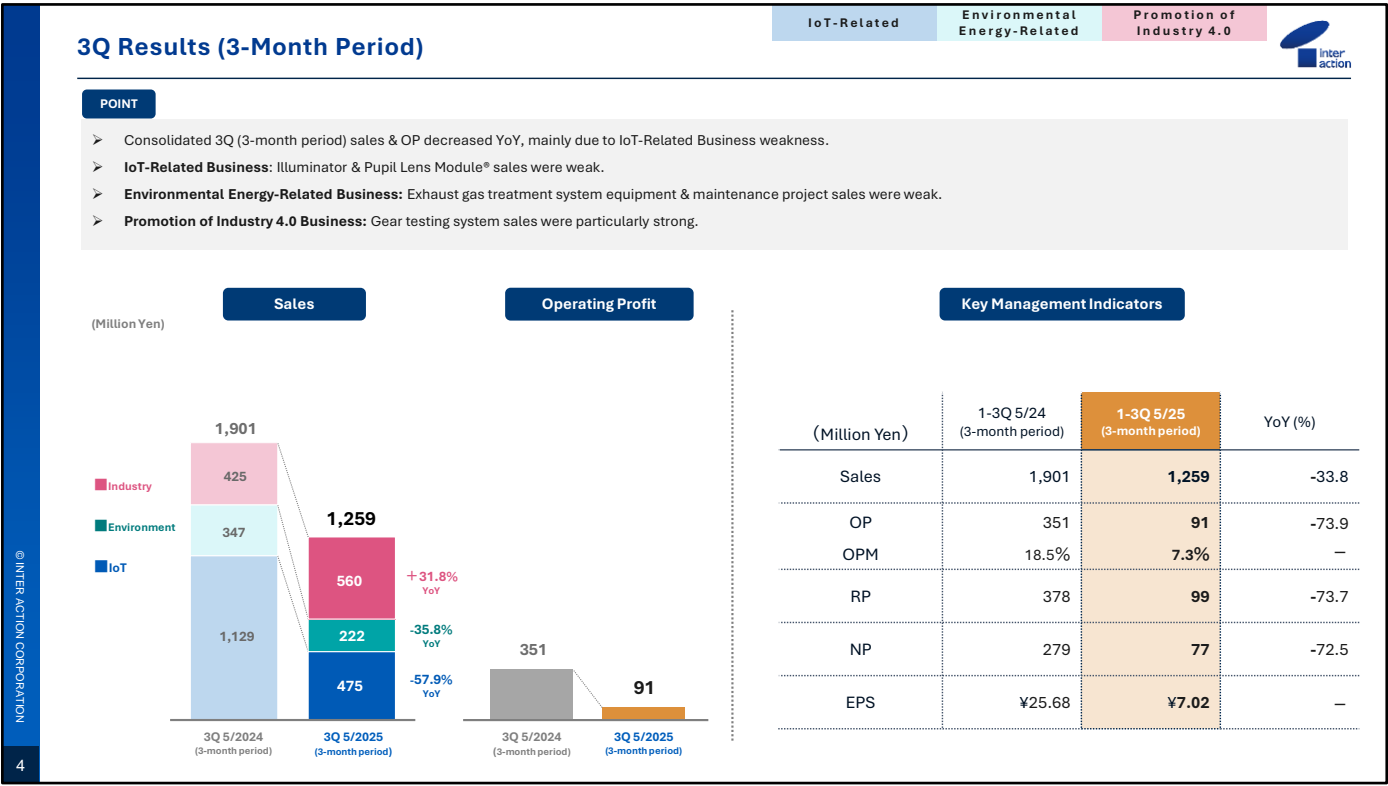 3Q Results (3-Month Period)
IoT-Related
Environmental
Energy-Related
Promotion of
Industry 4.0
inter
action
POINT
➢ Consolidated 3Q (3-month period) sales & OP decreased YoY, mainly due to IoT-Related Business weakness.
➢ IoT-Related Business: Illuminator & Pupil Lens Module® sales were weak.
➢ Environmental Energy-Related Business: Exhaust gas treatment system equipment & maintenance project sales were weak.
➢ Promotion of Industry 4.0 Business: Gear testing system sales were particularly strong.
Sales
(Million Yen)
1,901
425
347
1,129
Industry
Environment
IoT
1,259
560
222
475
+31.8%
YoY
-35.8%
YoY
-57.9%
YoY
3Q 5/2024
(3-month period)
3Q 5/2025
(3-month period)
Operating Profit
351
91
3Q 5/2024
(3-month period)
3Q 5/2025
(3-month period)
Key Management Indicators
(Million Yen) 1-3Q 5/24 (3-month period) 1-3Q 5/25 (3-month period) YoY (%)
Sales 1,901 1,259 -33.8
OP 351 91 -73.9
OPM 18.5% 7.3% —
RP 378 99 -73.7
NP 279 77 -72.5
EPS ¥25.68 ¥7.02 —
© INTER ACTION CORPORATION
4